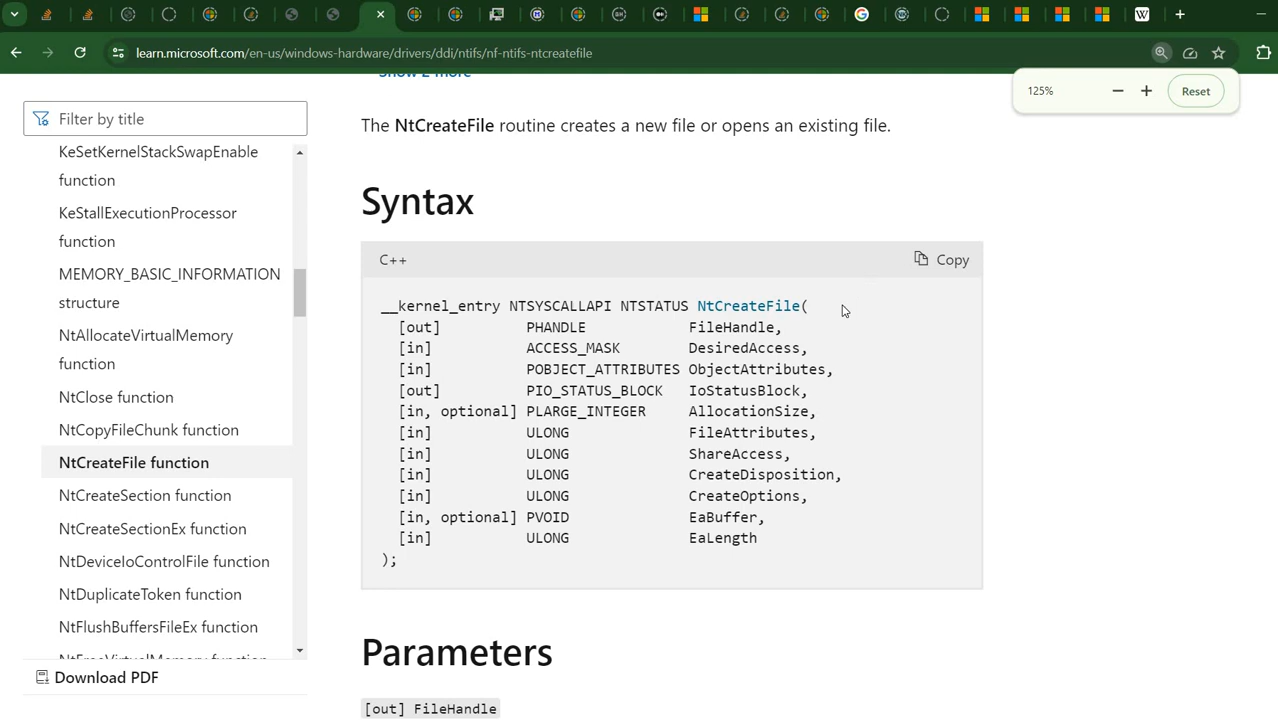 learn.microsoft.com/en-us/windows-hardware/drivers/ddi/ntifs/nf-ntifs-ntcreatefile
125%
Reset
Show 2 more
Filter by title
KeSetKernelStackSwapEnable
function
KeStallExecutionProcessor
function
MEMORY_BASIC_INFORMATION
structure
NtAllocateVirtualMemory
function
NtClose function
NtCopyFileChunk function
NtCreateFile function
NtCreateSection function
NtCreateSectionEx function
NtDeviceIoControlFile function
NtDuplicateToken function
NtFlushBuffersFileEx function
NtFreeVirtualMemory function
Download PDF
The NtCreateFile routine creates a new file or opens an existing file.
Syntax
C++
Copy
__kernel_entry NTSYSCALLAPI NTSTATUS NtCreateFile(
[out] PHANDLE FileHandle,
[in] ACCESS_MASK DesiredAccess,
[in] POBJECT_ATTRIBUTES ObjectAttributes,
[out] PIO_STATUS_BLOCK IoStatusBlock,
[in, optional] PLARGE_INTEGER AllocationSize,
[in] ULONG FileAttributes,
[in] ULONG ShareAccess,
[in] ULONG CreateDisposition,
[in] ULONG CreateOptions,
[in, optional] PVOID EaBuffer,
[in] ULONG EaLength
);
Parameters
[out] FileHandle